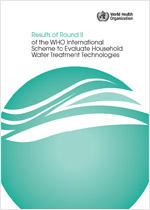 World Health
Organization
Results of Round II
of the WHO International
Scheme to Evaluate Household
Water Treatment Technologies